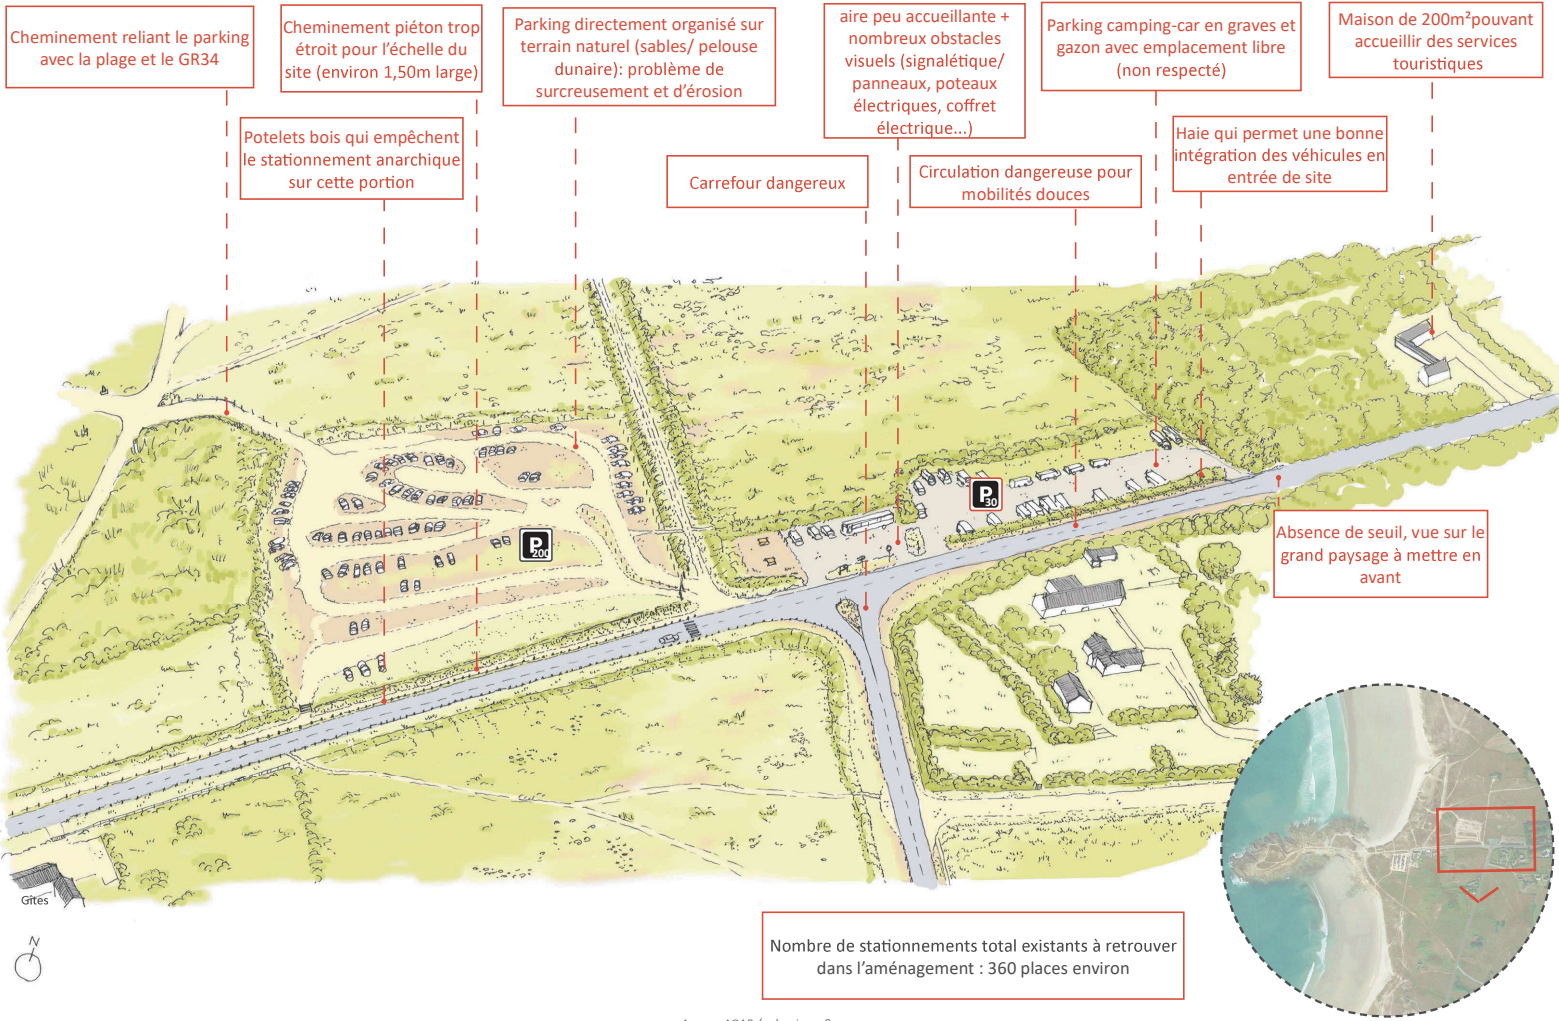 Cheminement reliant le parking
avec la plage et le GR34
Cheminement piéton trop
étroit pour l'échelle du
site (environ 1,50m large)
Parking directement organisé sur
terrain naturel (sables/ pelouse
dunaire): problème de
surcreusement et d'érosion
aire peu accueillante +
nombreux obstacles
visuels (signalétique/
panneaux, poteaux
électriques, coffret
électrique...)
Parking camping-car en graves et
gazon avec emplacement libre
(non respecté)
Maison de 200m²pouvant
accueillir des services
touristiques
Potelets bois qui empêchent
le stationnement anarchique
sur cette portion
Carrefour dangereux
Circulation dangereuse pour
mobilités douces
Haie qui permet une bonne
intégration des véhicules en
entrée de site
P30
P200
Absence de seuil, vue sur le
grand paysage à mettre en
avant
Gîtes
N
Nombre de stationnements total existants à retrouver
dans l'aménagement : 360 places environ